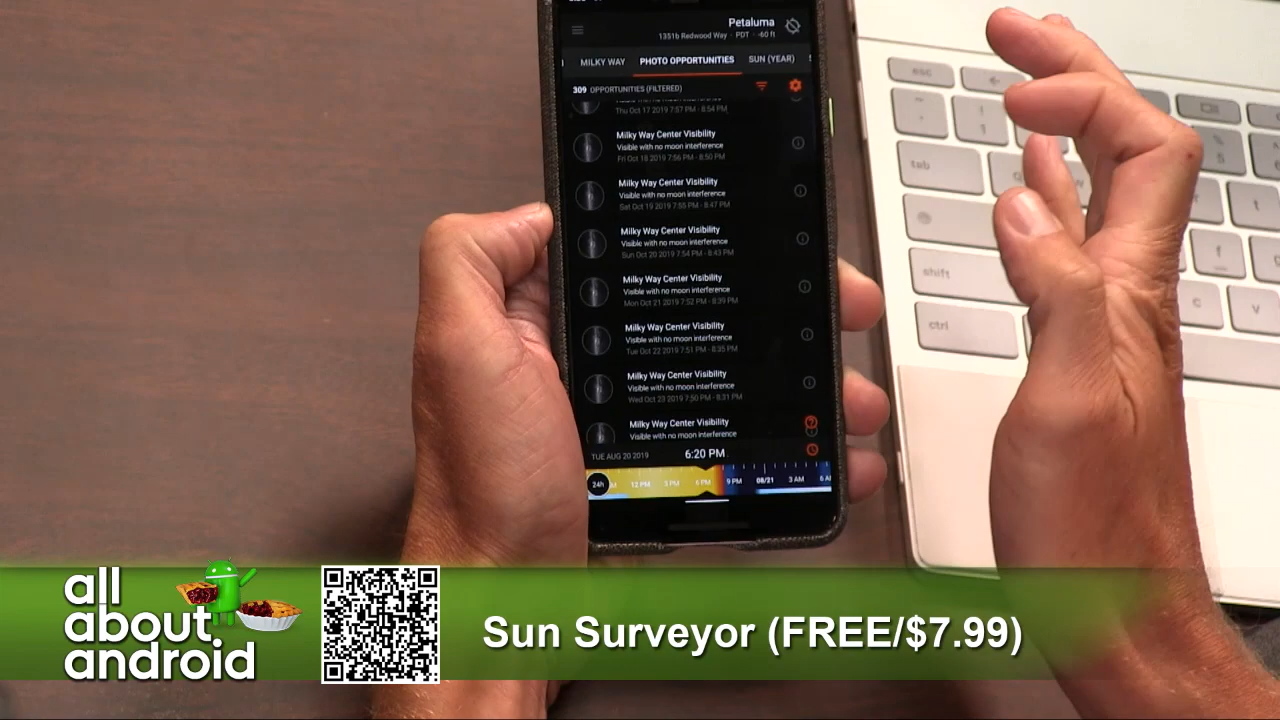 Petaluma
1351b Redwood Way - PDT - -60 ft
MILKY WAY PHOTO OPPORTUNITIES SUN (YEAR)
309 OPPORTUNITIES (FILTERED)
Thu Oct 17 2019 7:57 PM - 8:54 PM
Milky Way Center Visibility
Visible with no moon interference
Fri Oct 18 2019 7:56 PM - 8:50 PM
Milky Way Center Visibility
Visible with no moon interference
Sat Oct 19 2019 7:55 PM - 8:47 PM
Milky Way Center Visibility
Visible with no moon interference
Sun Oct 20 2019 7:54 PM - 8:43 PM
Milky Way Center Visibility
Visible with no moon interference
Mon Oct 21 2019 7:52 PM - 8:39 PM
Milky Way Center Visibility
Visible with no moon interference
Tue Oct 22 2019 7:51 PM - 8:35 PM
Milky Way Center Visibility
Visible with no moon interference
Wed Oct 23 2019 7:50 PM - 8:31 PM
Milky Way Center Visibility
Visible with no moon interference
TUE AUG 20 2019 6:20 PM
24h 12 PM 3 PM 6 PM 9 PM 08/21 3 AM
esc
tab
shift
ctrl
t
f
c
v
all
about
android
Sun Surveyor (FREE/$7.99)